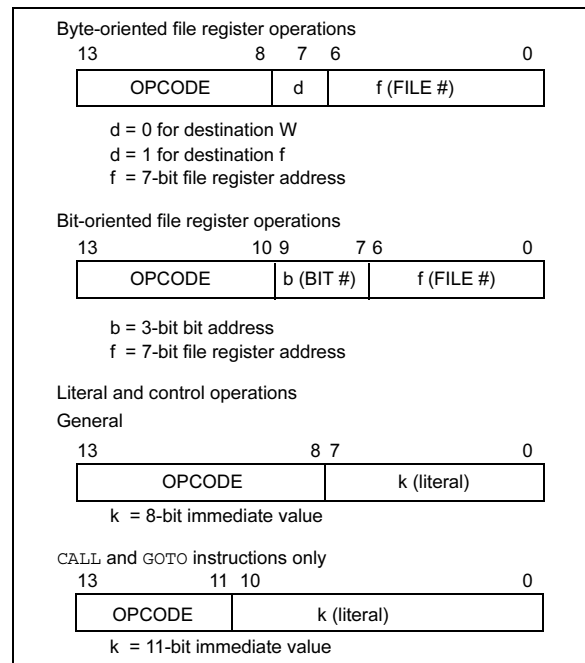 Byte-oriented file register operations
13 8 7 6 0
OPCODE d f (FILE #)
d = 0 for destination W
d = 1 for destination f
f = 7-bit file register address
Bit-oriented file register operations
13 10 9 7 6 0
OPCODE b (BIT #) f (FILE #)
b = 3-bit bit address
f = 7-bit file register address
Literal and control operations
General
13 8 7 0
OPCODE k (literal)
k = 8-bit immediate value
CALL and GOTO instructions only
13 11 10 0
OPCODE k (literal)
k = 11-bit immediate value